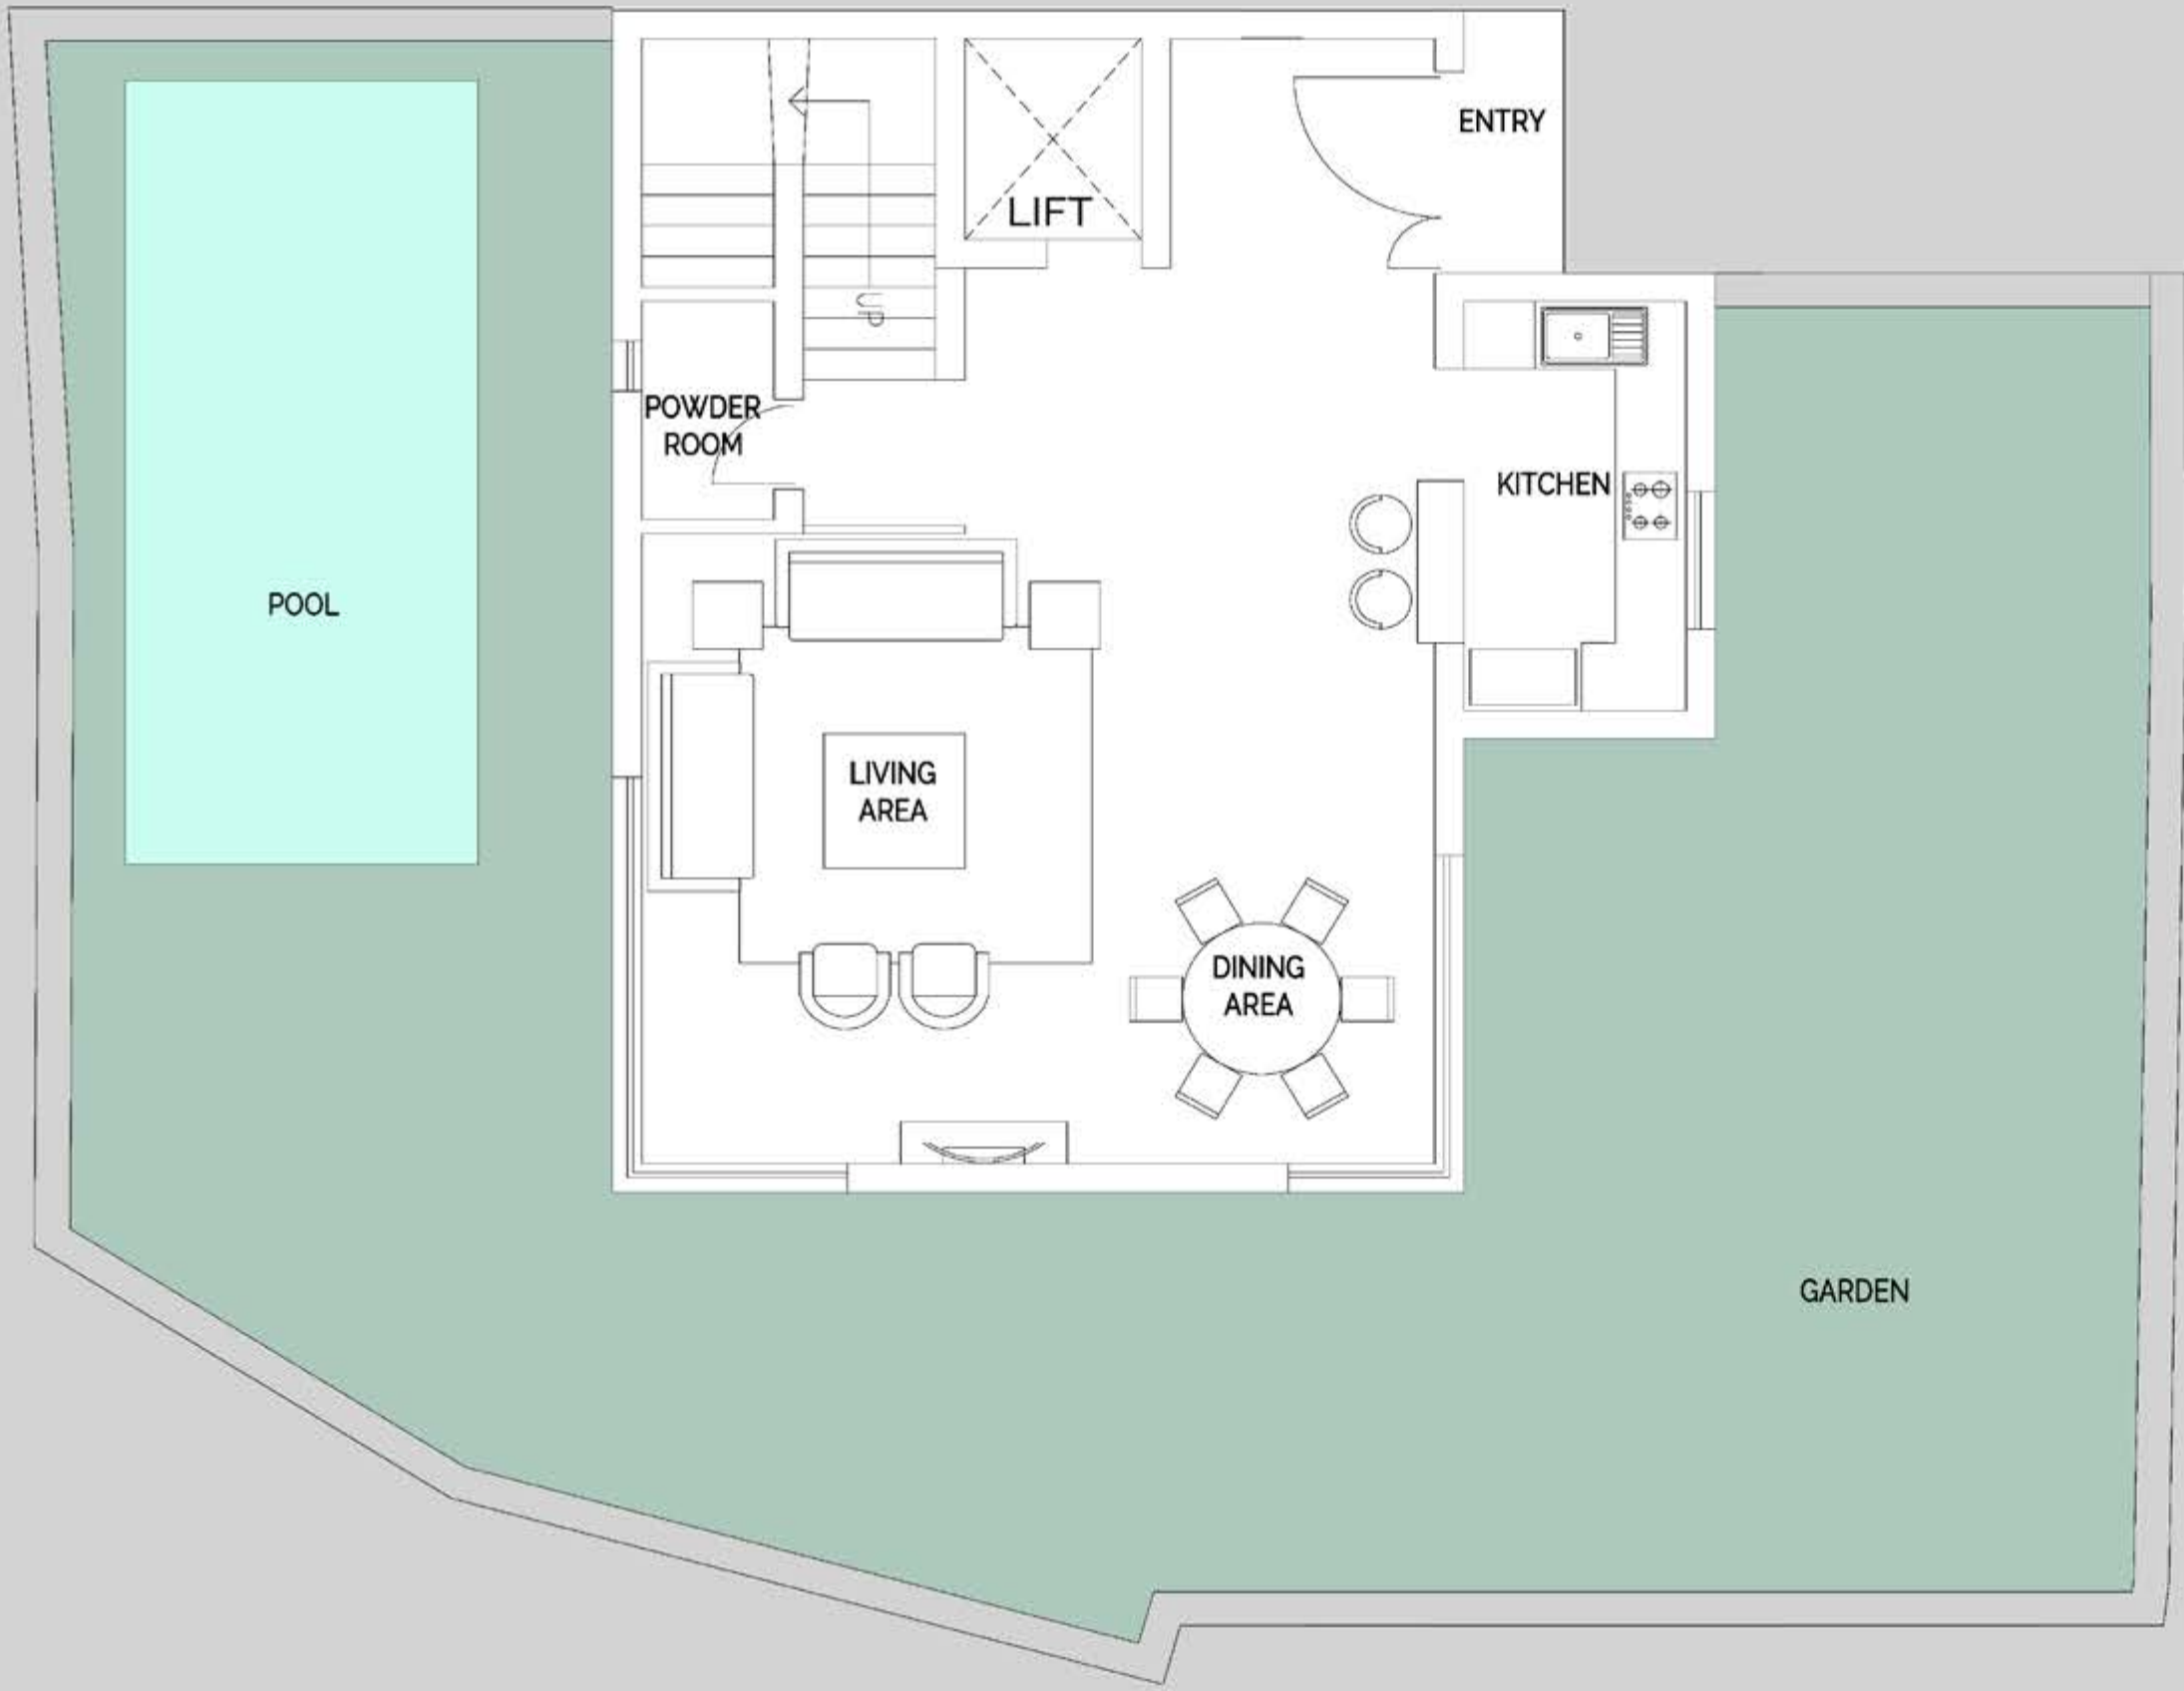 ENTRY
LIFT
UP
POWDER
ROOM
KITCHEN
POOL
LIVING
AREA
DINING
AREA
GARDEN